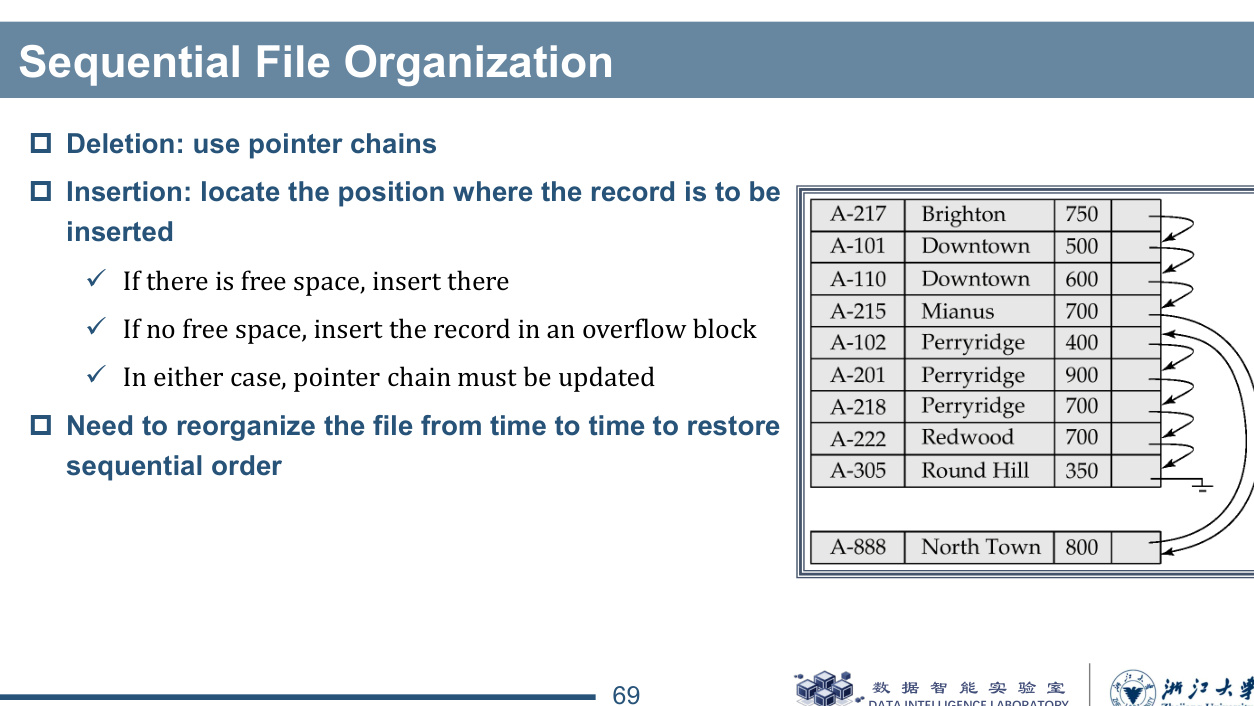 Sequential File Organization
Deletion: use pointer chains
Insertion: locate the position where the record is to be
inserted
If there is free space, insert there
If no free space, insert the record in an overflow block
In either case, pointer chain must be updated
Need to reorganize the file from time to time to restore
sequential order
A-217 Brighton 750
A-101 Downtown 500
A-110 Downtown 600
A-215 Mianus 700
A-102 Perryridge 400
A-201 Perryridge 900
A-218 Perryridge 700
A-222 Redwood 700
A-305 Round Hill 350
A-888 North Town 800
69
数据智能实验室
DATA INTELLIGENCE LABORATORY
浙江大学